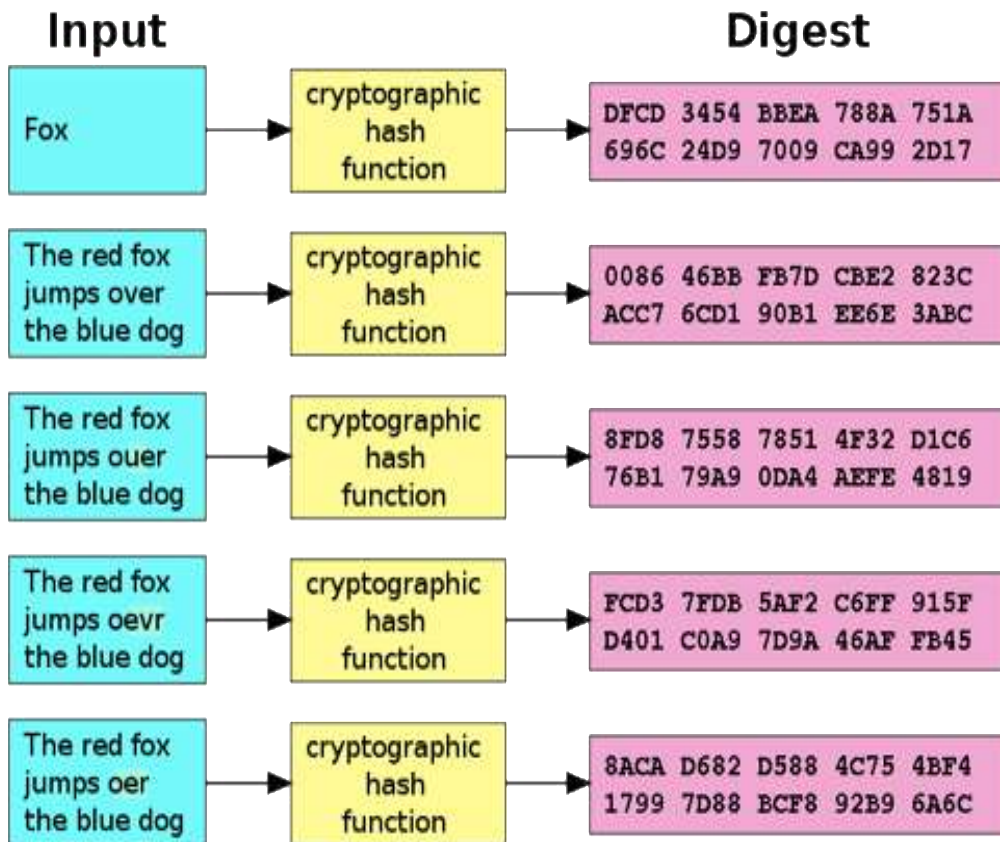 Input
Digest
Fox
cryptographic
hash
function
DFCD 3454 BBEA 788A 751A
696C 24D9 7009 CA99 2D17
The red fox
jumps over
the blue dog
cryptographic
hash
function
0086 46BB FB7D CBE2 823C
ACC7 6CD1 90B1 EE6E 3ABC
The red fox
jumps ouer
the blue dog
cryptographic
hash
function
8FD8 7558 7851 4F32 D1C6
76B1 79A9 0DA4 AEFE 4819
The red fox
jumps oevr
the blue dog
cryptographic
hash
function
FCD3 7FDB 5AF2 C6FF 915F
D401 C0A9 7D9A 46AF FB45
The red fox
jumps oer
the blue dog
cryptographic
hash
function
8ACA D682 D588 4C75 4BF4
1799 7D88 BCF8 92B9 6A6C